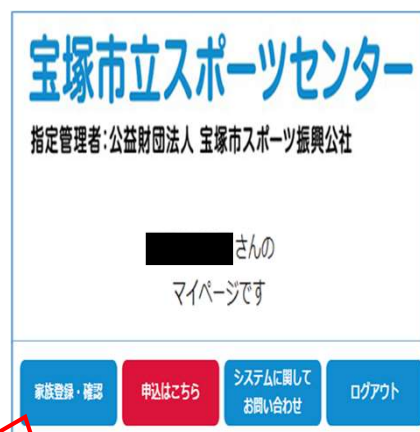 宝塚市立スポーツセンター
指定管理者:公益財団法人 宝塚市スポーツ振興公社
さんの
マイページです
家族登録・確認
申込はこちら
システムに関して
お問い合わせ
ログアウト